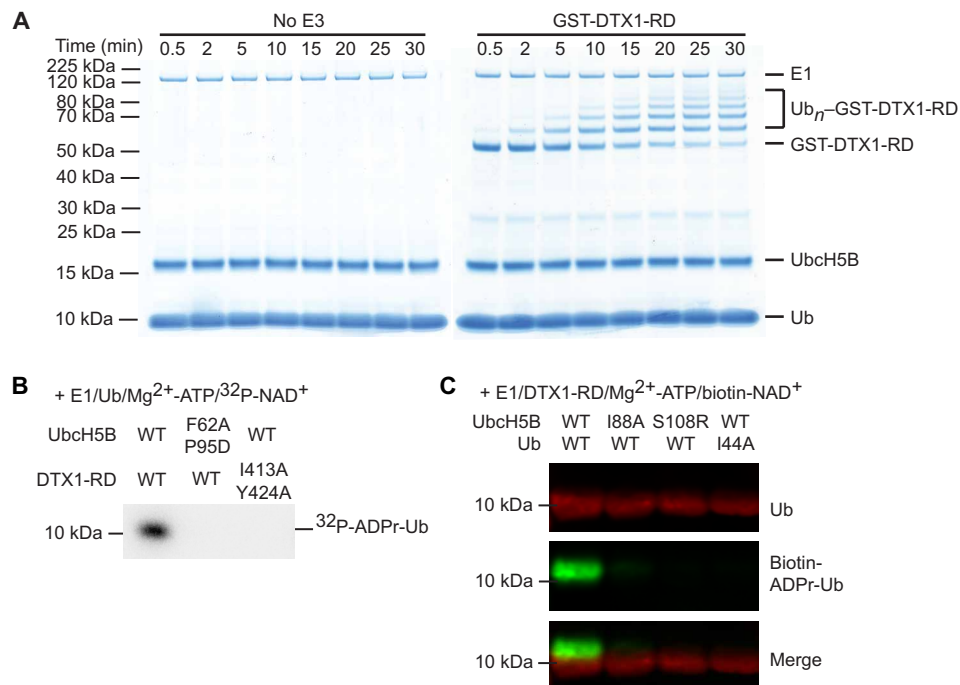 A
No E3 GST-DTX1-RD
Time (min) 0.5 2 5 10 15 20 25 30 0.5 2 5 10 15 20 25 30
225 kDa
120 kDa
80 kDa
70 kDa
50 kDa
40 kDa
30 kDa
25 kDa
15 kDa
10 kDa
E1
Ubn–GST-DTX1-RD
GST-DTX1-RD
UbcH5B
Ub
B
+ E1/Ub/Mg2+-ATP/32P-NAD+
UbcH5B WT F62A P95D WT
DTX1-RD WT WT I413A Y424A
10 kDa
32P-ADPr-Ub
C
+ E1/DTX1-RD/Mg2+-ATP/biotin-NAD+
UbcH5B WT I88A S108R WT
Ub WT WT WT I44A
10 kDa Ub
10 kDa Biotin-
ADPr-Ub
10 kDa Merge